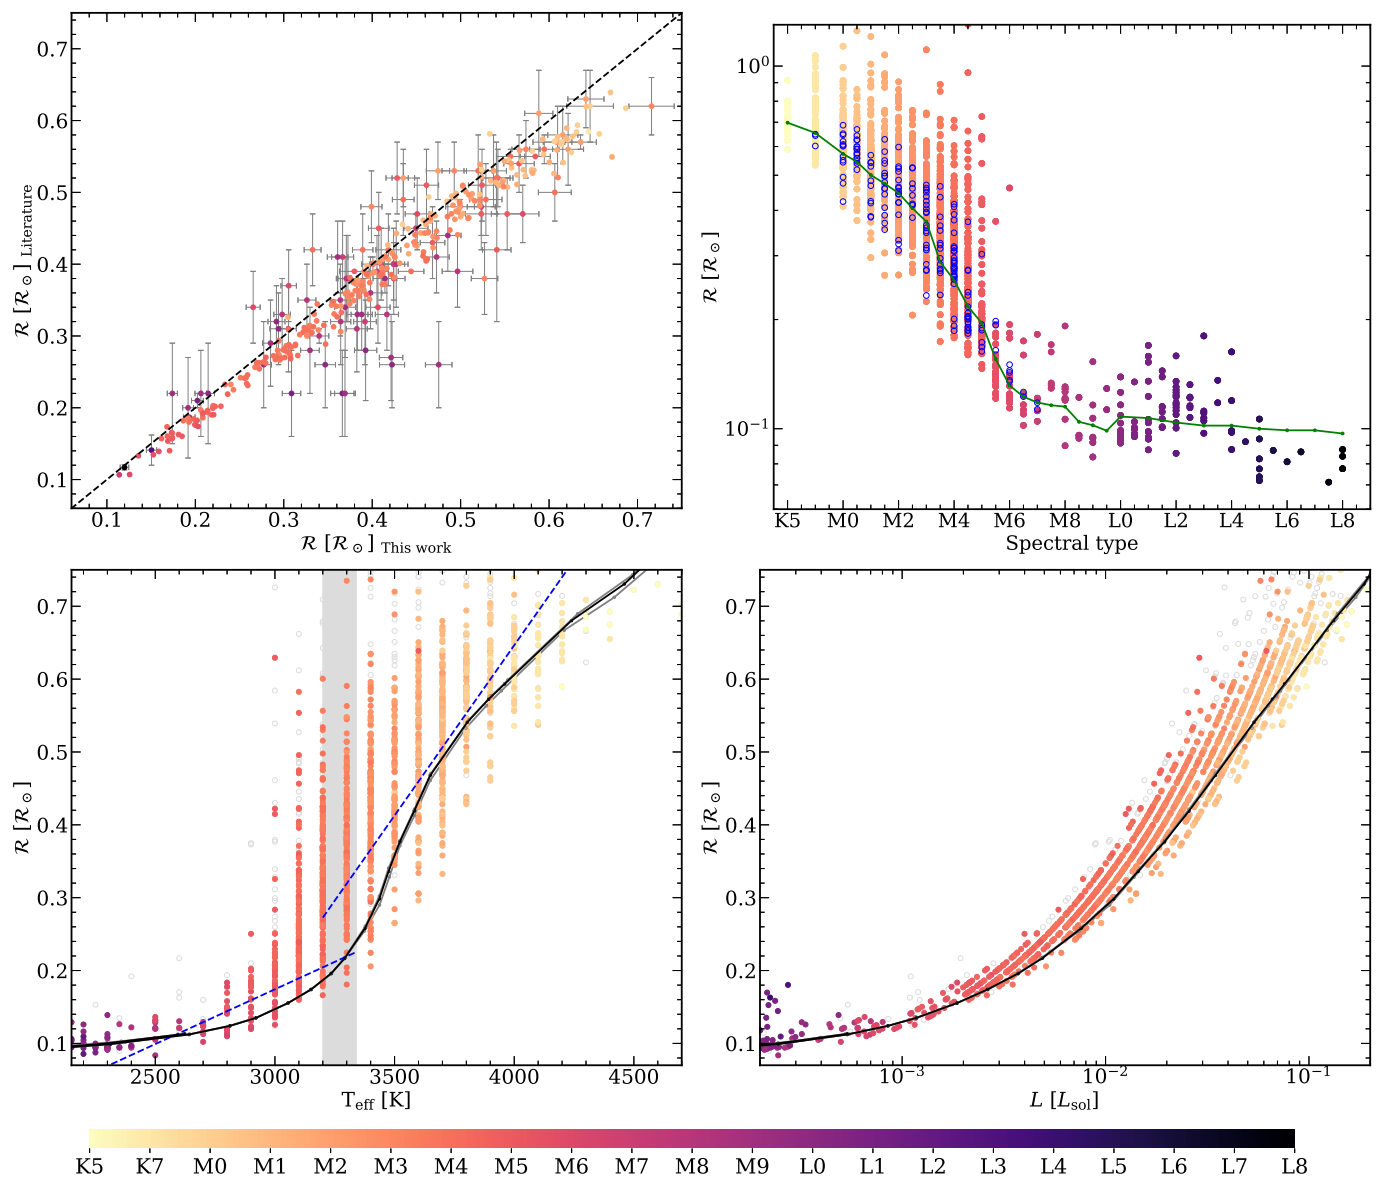 0.7
0.6
0.5
0.4
0.3
0.2
0.1
ℛ [ℛ⊙] Literature
0.1 0.2 0.3 0.4 0.5 0.6 0.7
ℛ [ℛ⊙] This work
10⁰
10⁻¹
ℛ [ℛ⊙]
K5 M0 M2 M4 M6 M8 L0 L2 L4 L6 L8
Spectral type
0.7
0.6
0.5
0.4
0.3
0.2
0.1
ℛ [ℛ⊙]
2500 3000 3500 4000 4500
T_eff [K]
0.7
0.6
0.5
0.4
0.3
0.2
0.1
ℛ [ℛ⊙]
10⁻³ 10⁻² 10⁻¹
L [L_sol]
K5 K7 M0 M1 M2 M3 M4 M5 M6 M7 M8 M9 L0 L1 L2 L3 L4 L5 L6 L7 L8